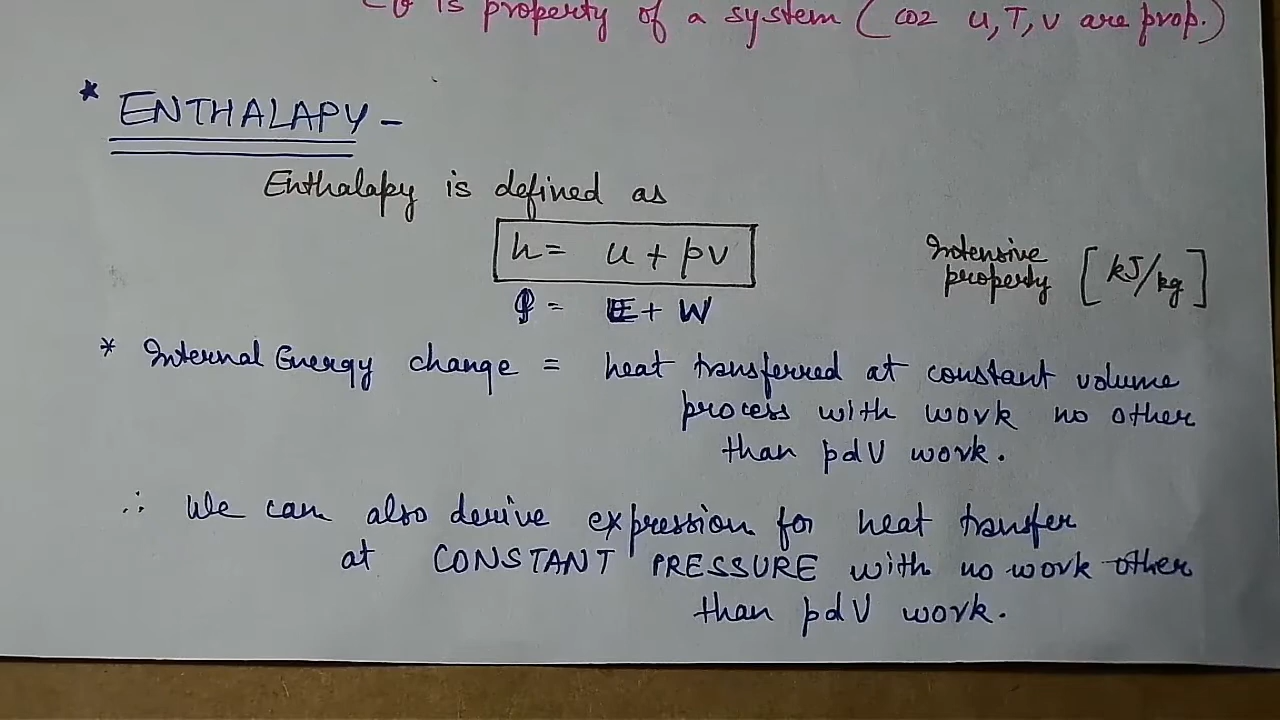 is property of a system ( coz u, T, v are prop.)
* ENTHALAPY -
Enthalapy is defined as
h = u + pv
Intensive property [kJ/kg]
Q = E + W
* Internal Energy change = heat transferred at constant volume
process with work no other
than pdV work.
∴ We can also derive expression for heat transfer
at CONSTANT PRESSURE with no work other
than pdV work.